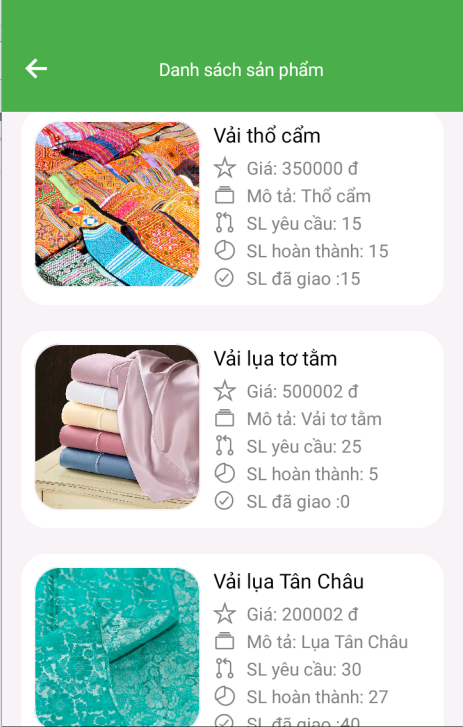 Danh sách sản phẩm
Vải thổ cẩm
Giá: 350000 đ
Mô tả: Thổ cẩm
SL yêu cầu: 15
SL hoàn thành: 15
SL đã giao :15
Vải lụa tơ tằm
Giá: 500002 đ
Mô tả: Vải tơ tằm
SL yêu cầu: 25
SL hoàn thành: 5
SL đã giao :0
Vải lụa Tân Châu
Giá: 200002 đ
Mô tả: Lụa Tân Châu
SL yêu cầu: 30
SL hoàn thành: 27
SL đã giao :40